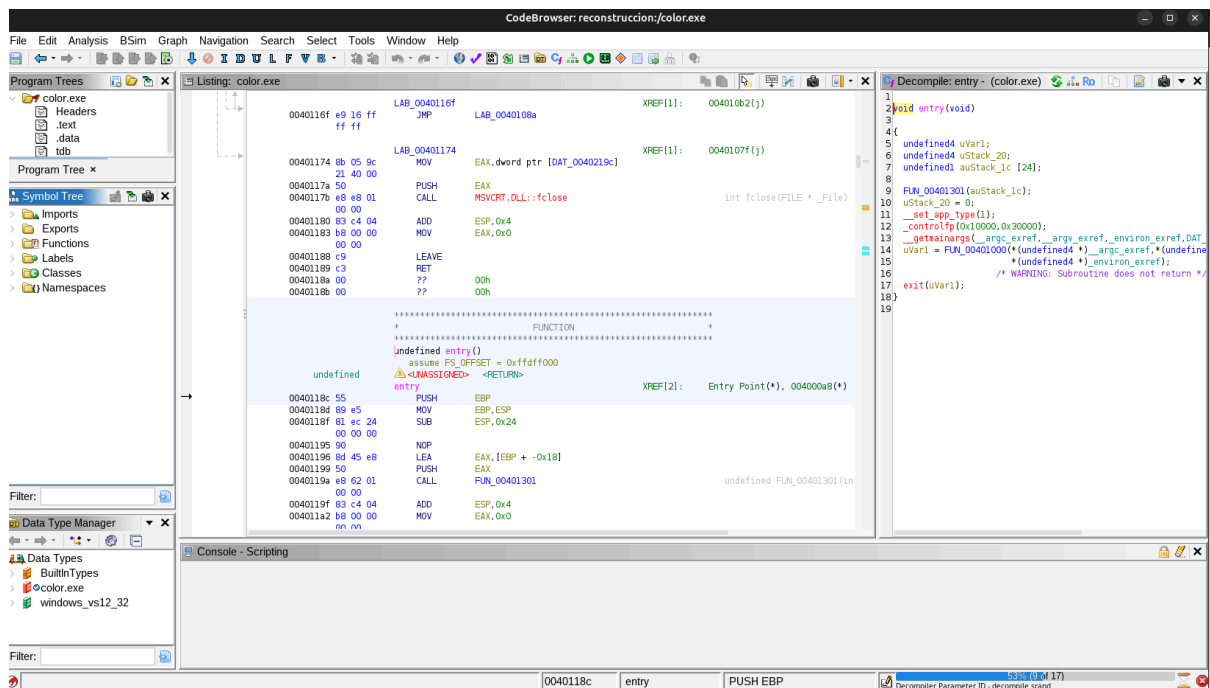 CodeBrowser: reconstruccion:/color.exe
File Edit Analysis BSim Graph Navigation Search Select Tools Window Help
I D U L F V B
Program Trees
color.exe
Headers
.text
.data
tdb
Program Tree ×
Symbol Tree
Imports
Exports
Functions
Labels
Classes
Namespaces
Filter:
Data Type Manager
Data Types
BuiltInTypes
color.exe
windows_vs12_32
Filter:
Listing: color.exe
LAB_0040116f XREF[1]: 004010b2(j)
0040116f e9 16 ff JMP LAB_0040108a
ff ff
LAB_00401174 XREF[1]: 0040107f(j)
00401174 8b 05 9c MOV EAX,dword ptr [DAT_0040219c]
21 40 00
0040117a 50 PUSH EAX
0040117b e8 e8 01 CALL MSVCRT.DLL::fclose int fclose(FILE * _File)
00 00
00401180 83 c4 04 ADD ESP,0x4
00401183 b8 00 00 MOV EAX,0x0
00 00
00401188 c9 LEAVE
00401189 c3 RET
0040118a 00 ?? 00h
0040118b 00 ?? 00h
**************************************************************
* FUNCTION *
**************************************************************
undefined entry()
assume FS_OFFSET = 0xffdff000
undefined <UNASSIGNED> <RETURN>
entry XREF[2]: Entry Point(*), 004000a8(*)
0040118c 55 PUSH EBP
0040118d 89 e5 MOV EBP,ESP
0040118f 81 ec 24 SUB ESP,0x24
00 00 00
00401195 90 NOP
00401196 8d 45 e8 LEA EAX,[EBP + -0x18]
00401199 50 PUSH EAX
0040119a e8 62 01 CALL FUN_00401301 undefined FUN_00401301(in
00 00
0040119f 83 c4 04 ADD ESP,0x4
004011a2 b8 00 00 MOV EAX,0x0
00 00
Decompile: entry - (color.exe)
Ro
1
2 void entry(void)
3
4 {
5 undefined4 uVar1;
6 undefined4 uStack_20;
7 undefined1 auStack_1c [24];
8
9 FUN_00401301(auStack_1c);
10 uStack_20 = 0;
11 __set_app_type(1);
12 _controlfp(0x10000,0x30000);
13 __getmainargs(__argc_exref,__argv_exref,_environ_exref,DAT_
14 uVar1 = FUN_00401000(*(undefined4 *)__argc_exref,*(undefine
15 *(undefined4 *)_environ_exref);
16 /* WARNING: Subroutine does not return */
17 exit(uVar1);
18 }
19
Console - Scripting
0040118c entry PUSH EBP
53% (9 of 17)
Decompiler Parameter ID - decompile srand